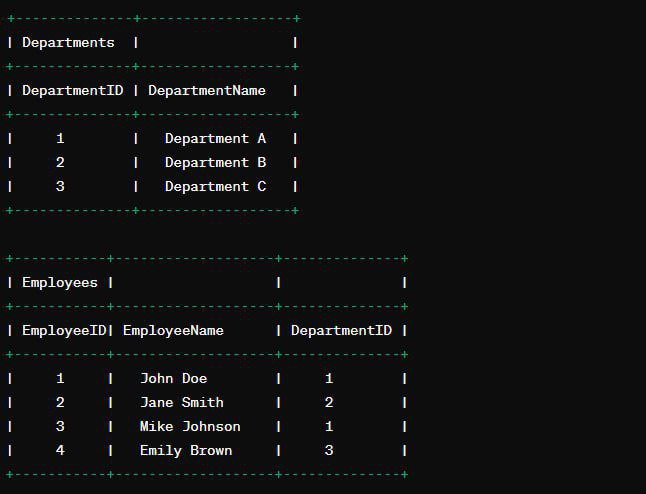 +--------------+------------------+
| Departments  |                  |
+--------------+------------------+
| DepartmentID | DepartmentName   |
+--------------+------------------+
|     1        |   Department A   |
|     2        |   Department B   |
|     3        |   Department C   |
+--------------+------------------+
+-----------+-------------------+--------------+
| Employees |                   |              |
+-----------+-------------------+--------------+
| EmployeeID| EmployeeName      | DepartmentID |
+-----------+-------------------+--------------+
|     1     |   John Doe        |     1        |
|     2     |   Jane Smith      |     2        |
|     3     |   Mike Johnson    |     1        |
|     4     |   Emily Brown     |     3        |
+-----------+-------------------+--------------+